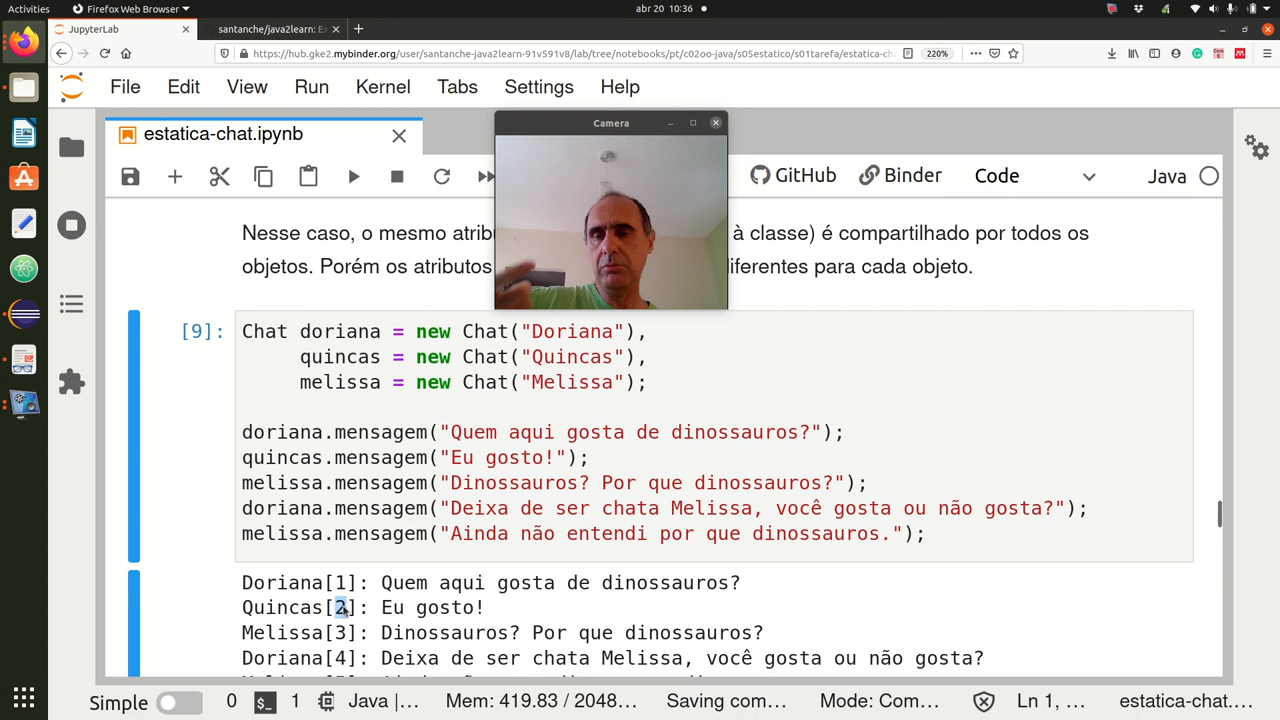 Activities
Firefox Web Browser
abr 20 10:36
JupyterLab
santanche/java2learn: Ex
https://hub.gke2.mybinder.org/user/santanche-java2learn-91v591v8/lab/tree/notebooks/pt/c02oo-java/s05estatico/s01tarefa/estatica-ch
220%
File Edit View Run Kernel Tabs Settings Help
estatica-chat.ipynb
Camera
GitHub
Binder
Code
Java
Nesse caso, o mesmo atribu à classe) é compartilhado por todos os
objetos. Porém os atributos iferentes para cada objeto.
[9]:
Chat doriana = new Chat("Doriana"),
quincas = new Chat("Quincas"),
melissa = new Chat("Melissa");
doriana.mensagem("Quem aqui gosta de dinossauros?");
quincas.mensagem("Eu gosto!");
melissa.mensagem("Dinossauros? Por que dinossauros?");
doriana.mensagem("Deixa de ser chata Melissa, você gosta ou não gosta?");
melissa.mensagem("Ainda não entendi por que dinossauros.");
Doriana[1]: Quem aqui gosta de dinossauros?
Quincas[2]: Eu gosto!
Melissa[3]: Dinossauros? Por que dinossauros?
Doriana[4]: Deixa de ser chata Melissa, você gosta ou não gosta?
Simple 0 $_ 1 Java |... Mem: 419.83 / 2048... Saving com... Mode: Com... Ln 1, ... estatica-chat....